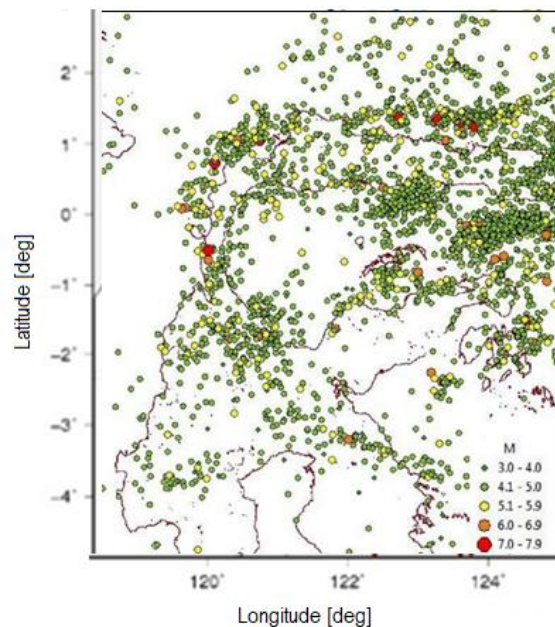 2°
1°
0°
-1°
-2°
-3°
-4°
Latitude [deg]
M
3.0 - 4.0
4.1 - 5.0
5.1 - 5.9
6.0 - 6.9
7.0 - 7.9
120° 122° 124°
Longitude [deg]